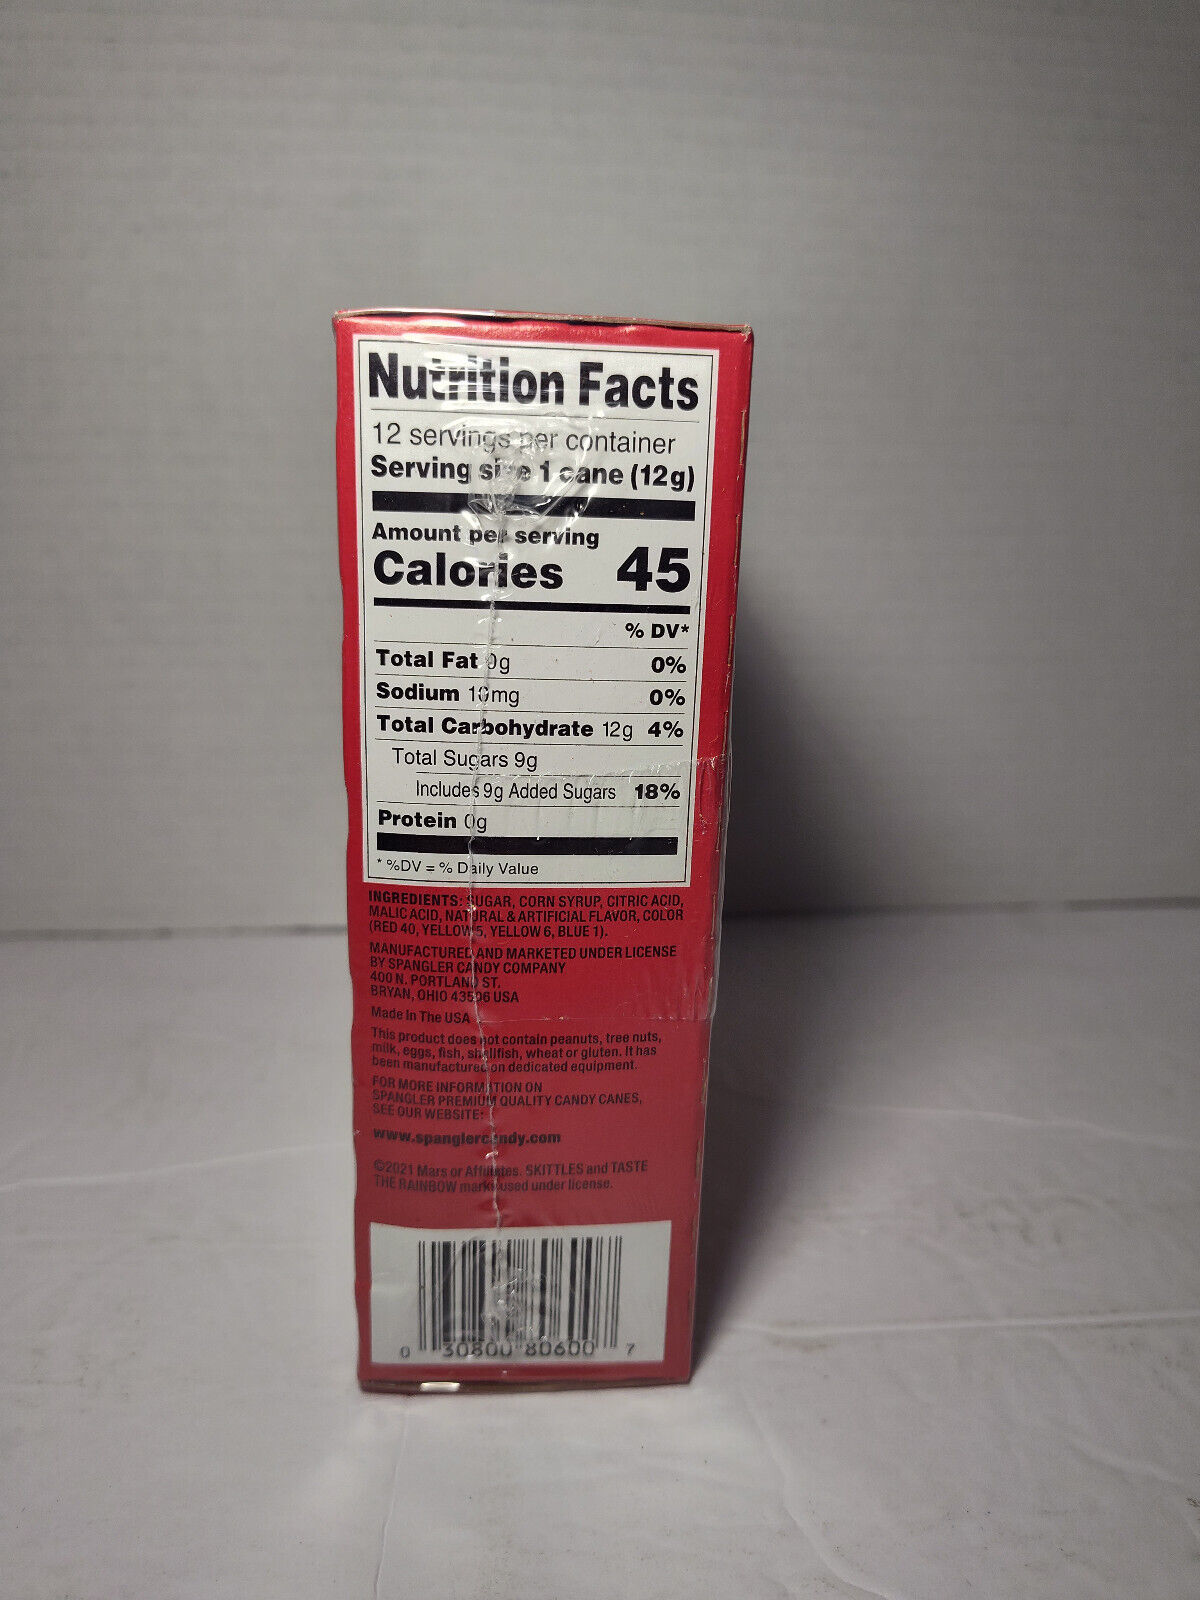 Nutrition Facts
12 servings per container
Serving size 1 cane (12g)
Amount per serving
Calories 45
% DV*
Total Fat 0g 0%
Sodium 10mg 0%
Total Carbohydrate 12g 4%
Total Sugars 9g
Includes 9g Added Sugars 18%
Protein 0g
* %DV = % Daily Value
INGREDIENTS: SUGAR, CORN SYRUP, CITRIC ACID,
MALIC ACID, NATURAL & ARTIFICIAL FLAVOR, COLOR
(RED 40, YELLOW 5, YELLOW 6, BLUE 1).
MANUFACTURED AND MARKETED UNDER LICENSE
BY SPANGLER CANDY COMPANY
400 N. PORTLAND ST.
BRYAN, OHIO 43506 USA
Made In The USA
This product does not contain peanuts, tree nuts,
milk, eggs, fish, shellfish, wheat or gluten. It has
been manufactured on dedicated equipment.
FOR MORE INFORMATION ON
SPANGLER PREMIUM QUALITY CANDY CANES,
SEE OUR WEBSITE:
www.spanglercandy.com
©2021 Mars or Affiliates. SKITTLES and TASTE
THE RAINBOW marks used under license.
0 30800 80600 7